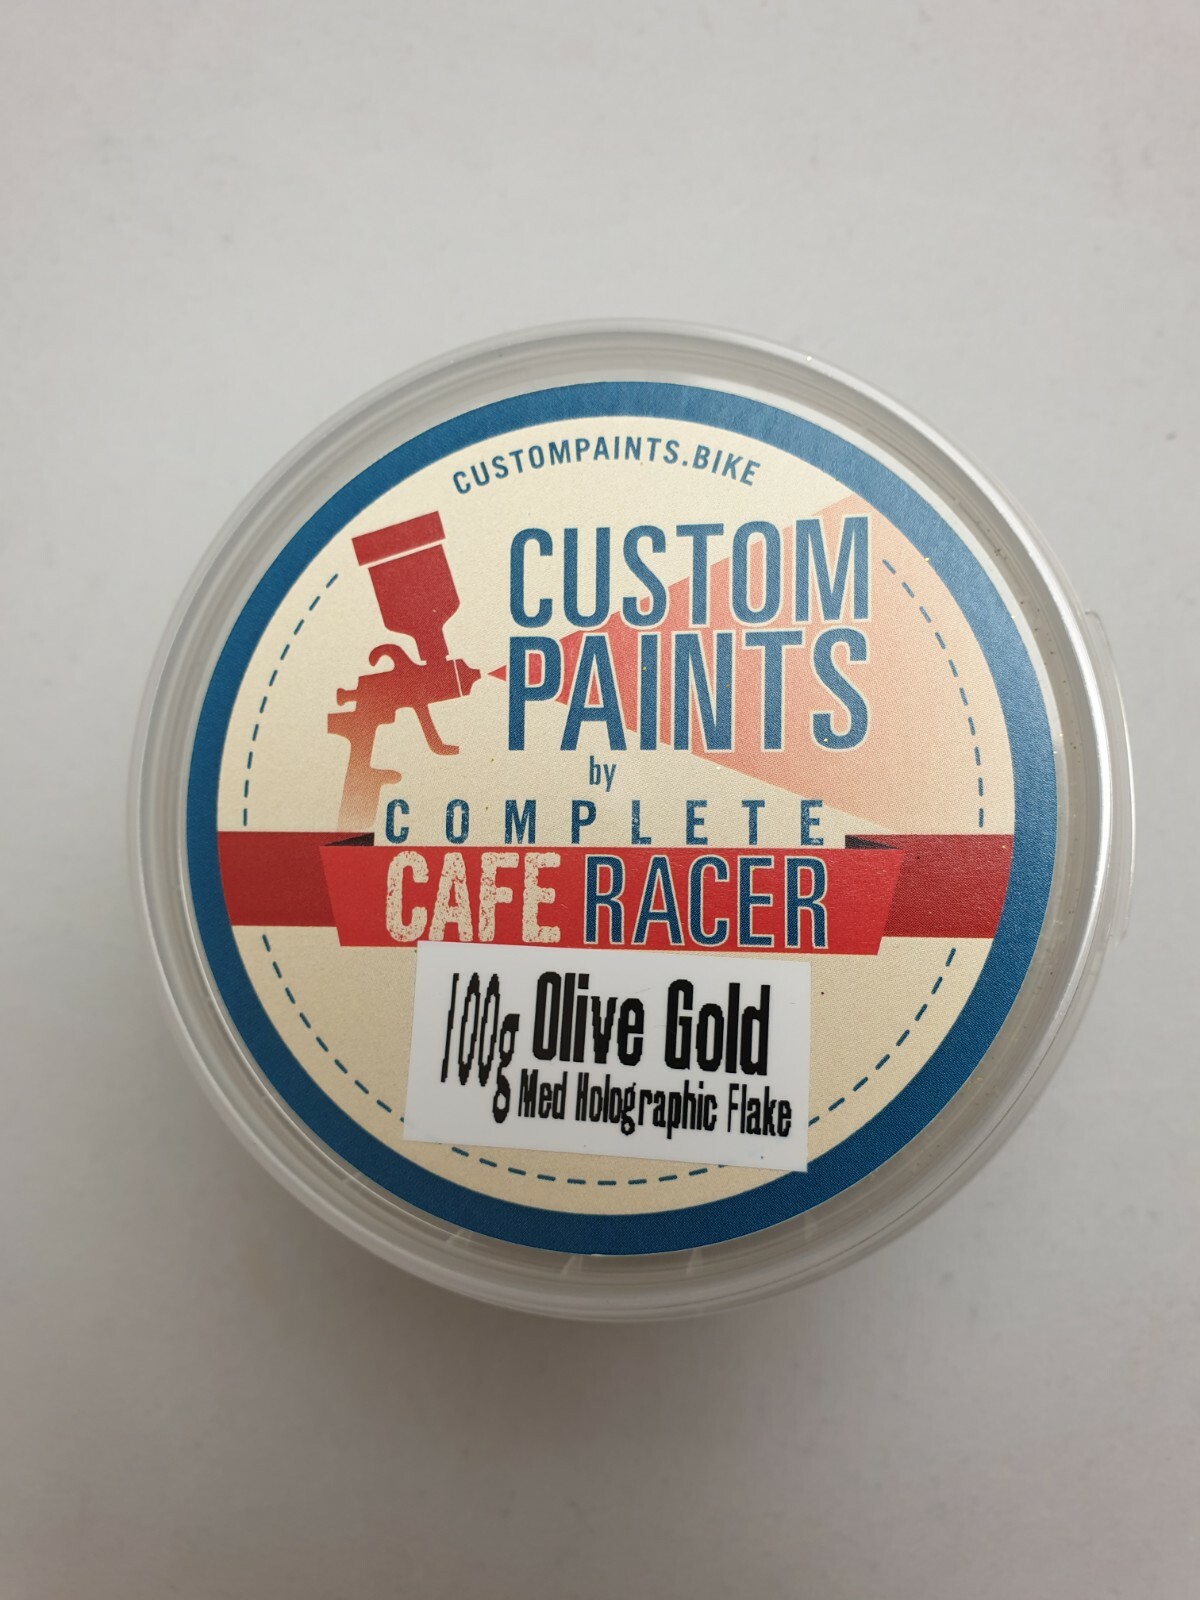 CUSTOMPAINTS.BIKE
CUSTOM
PAINTS
by
COMPLETE
CAFE RACER
100g Olive Gold
Med Holographic Flake